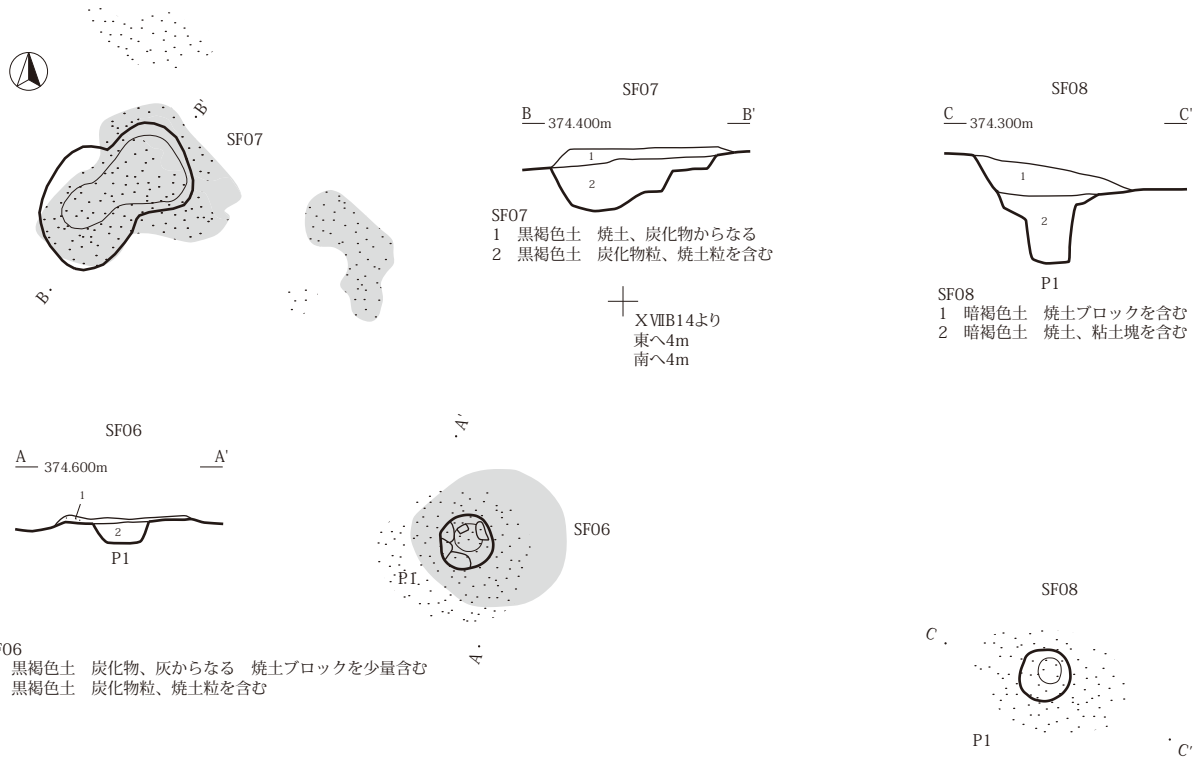 B'
SF07
B
SF07
B
374.400m
B'
1
2
SF07
1 黒褐色土 焼土、炭化物からなる
2 黒褐色土 炭化物粒、焼土粒を含む
SF08
C
374.300m
C'
1
2
P1
SF08
1 暗褐色土 焼土ブロックを含む
2 暗褐色土 焼土、粘土塊を含む
ⅩⅦB14より
東へ4m
南へ4m
SF06
A
374.600m
A'
1
2
P1
F06
黒褐色土 炭化物、灰からなる 焼土ブロックを少量含む
黒褐色土 炭化物粒、焼土粒を含む
A'
SF06
P1
A
SF08
C
P1
C'